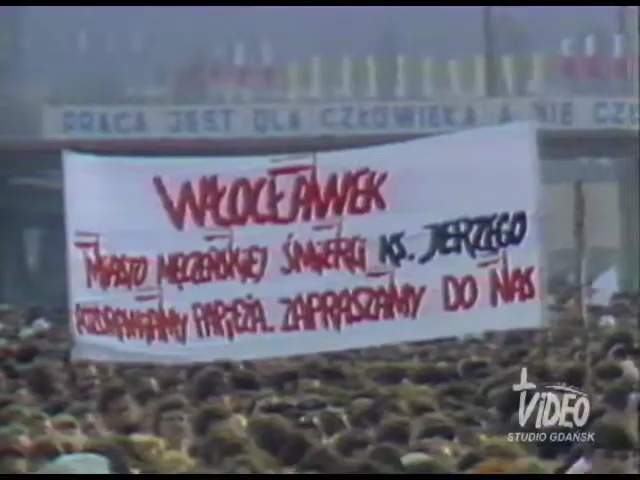 PRACA JEST DLA CZŁOWIEKA A NIE CZŁ
WŁOCŁAWEK
MIASTO MĘCZEŃSKIEJ ŚMIERCI KS. JERZEGO
POZDRAWIAMY PAPIEŻA. ZAPRASZAMY DO NAS
VIDEO
STUDIO GDAŃSK